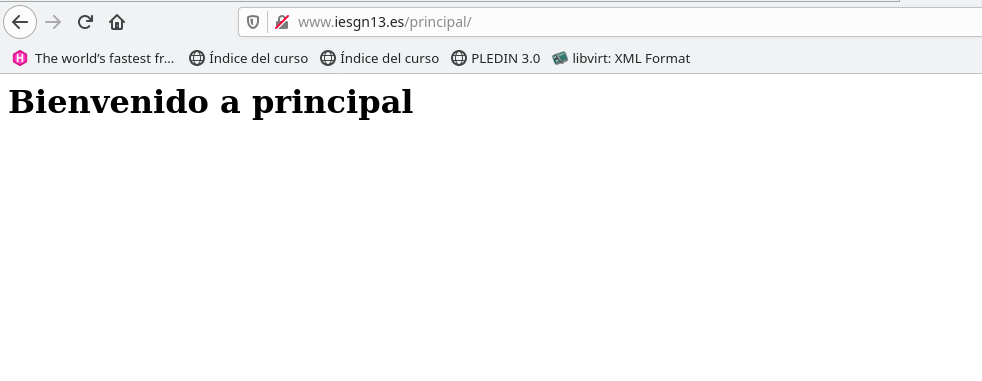 www.iesgn13.es/principal/
The world’s fastest fr… Índice del curso Índice del curso PLEDIN 3.0 libvirt: XML Format
Bienvenido a principal